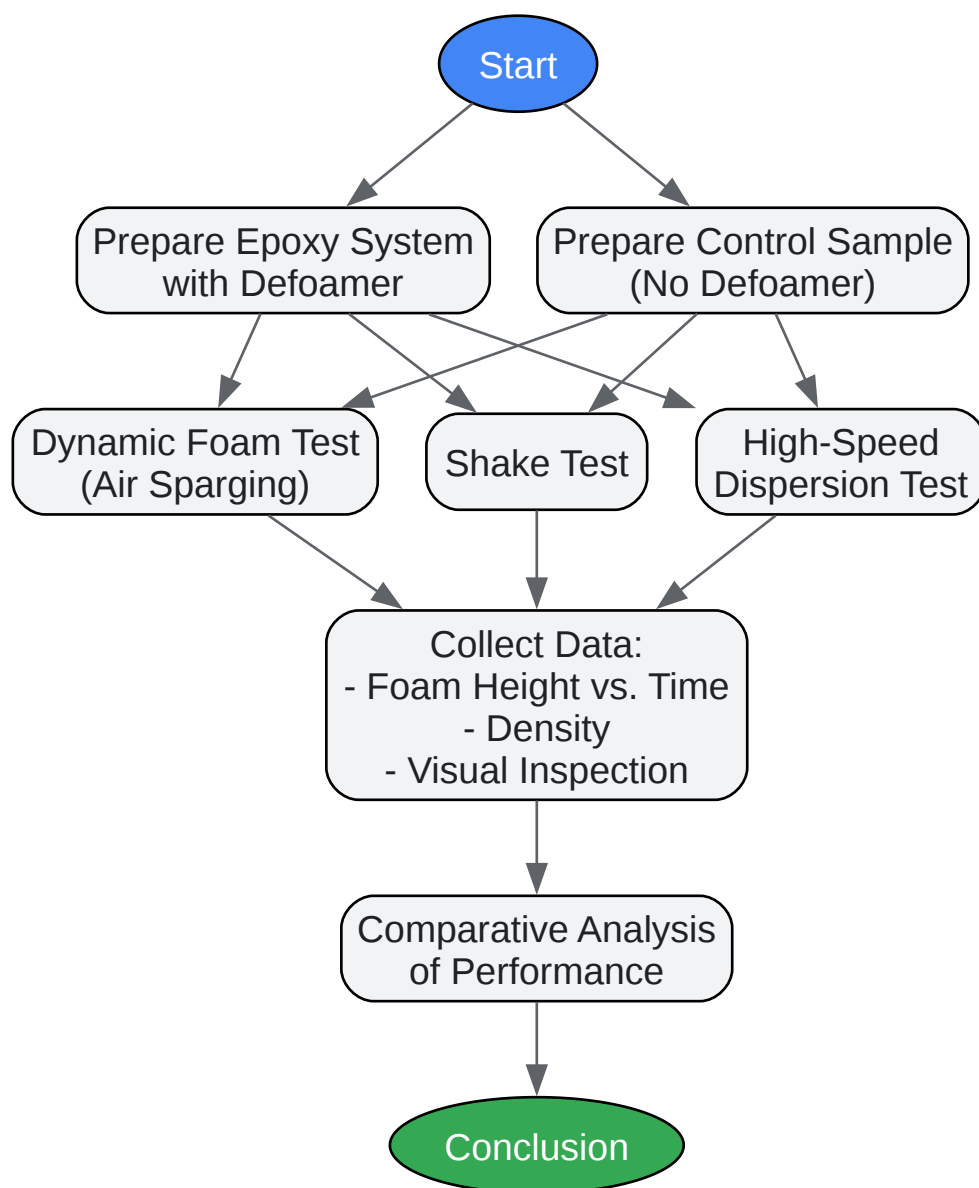 Start
Prepare Epoxy System
with Defoamer
Prepare Control Sample
(No Defoamer)
Dynamic Foam Test
(Air Sparging)
Shake Test
High-Speed
Dispersion Test
Collect Data:
- Foam Height vs. Time
- Density
- Visual Inspection
Comparative Analysis
of Performance
Conclusion